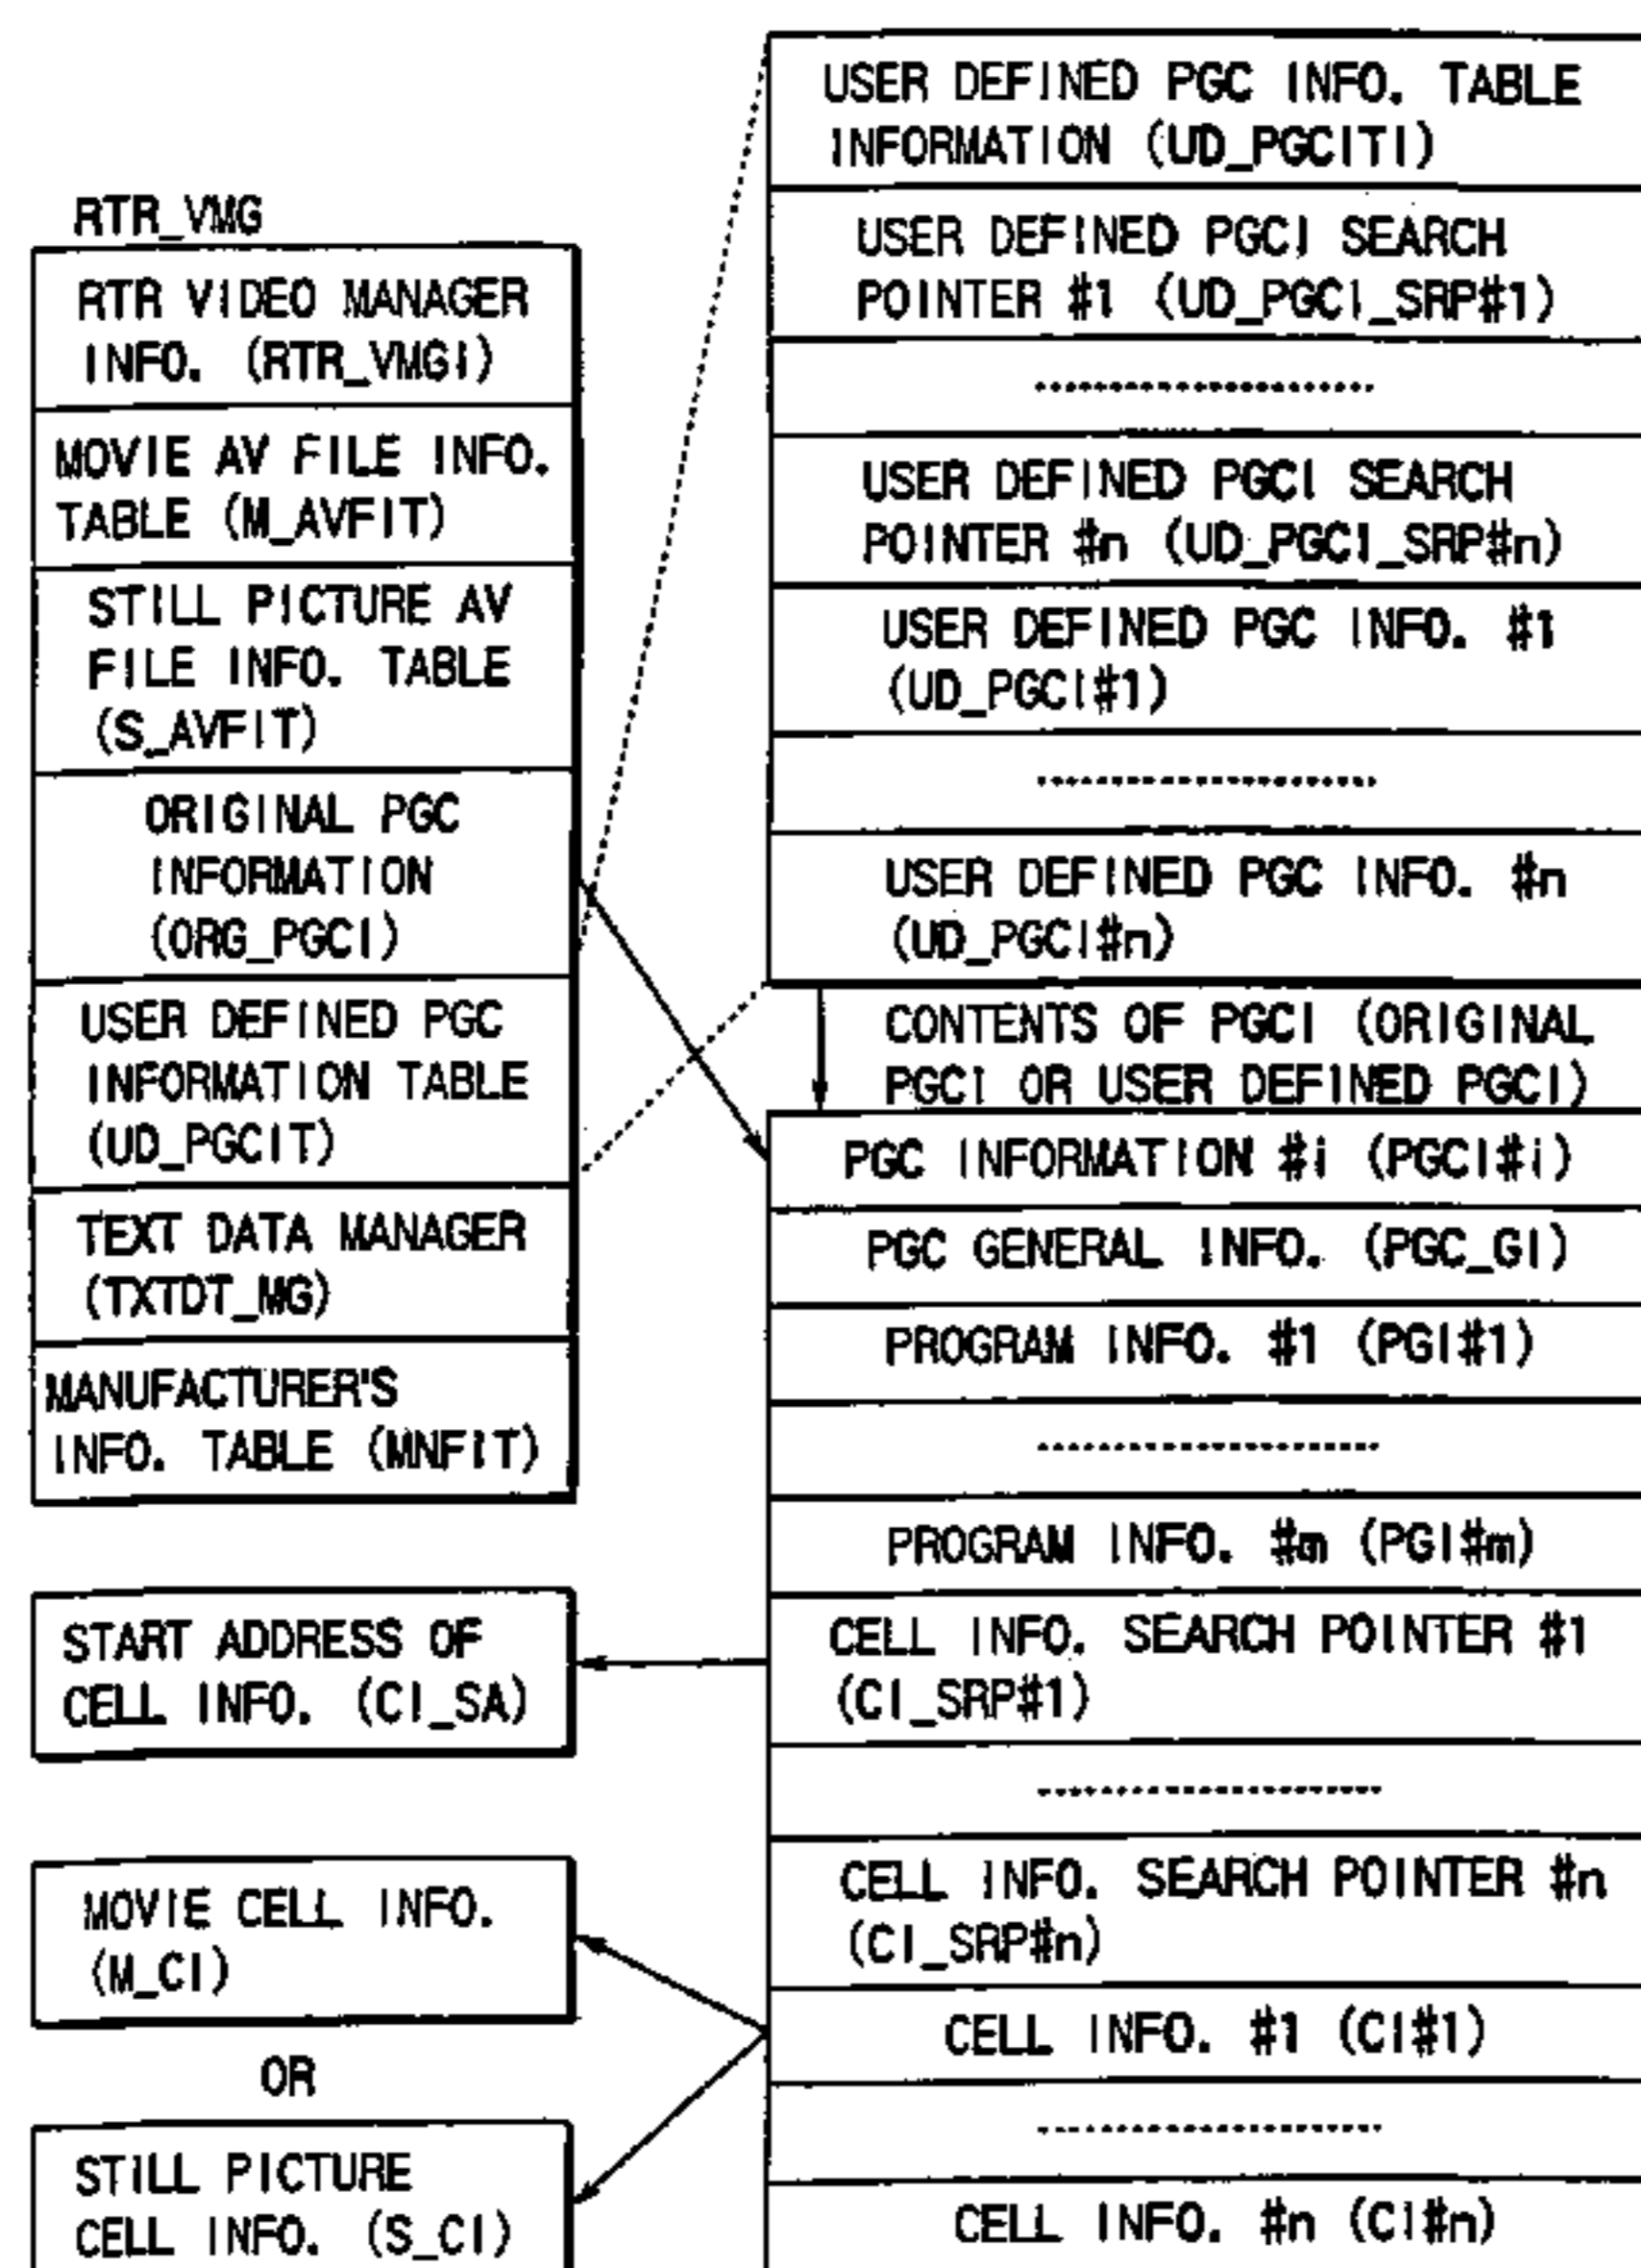 RTR_VMG
RTR VIDEO MANAGER
INFO. (RTR_VMGI)
MOVIE AV FILE INFO.
TABLE (M_AVFIT)
STILL PICTURE AV
FILE INFO. TABLE
(S_AVFIT)
ORIGINAL PGC
INFORMATION
(ORG_PGCI)
USER DEFINED PGC
INFORMATION TABLE
(UD_PGCIT)
TEXT DATA MANAGER
(TXTDT_MG)
MANUFACTURER'S
INFO. TABLE (MNFIT)
START ADDRESS OF
CELL INFO. (CI_SA)
MOVIE CELL INFO.
(M_CI)
OR
STILL PICTURE
CELL INFO. (S_CI)
USER DEFINED PGC INFO. TABLE
INFORMATION (UD_PGCITI)
USER DEFINED PGCI SEARCH
POINTER #1 (UD_PGCI_SRP#1)
USER DEFINED PGCI SEARCH
POINTER #n (UD_PGCI_SRP#n)
USER DEFINED PGC INFO. #1
(UD_PGCI#1)
USER DEFINED PGC INFO. #n
(UD_PGCI#n)
CONTENTS OF PGCI (ORIGINAL
PGCI OR USER DEFINED PGCI)
PGC INFORMATION #i (PGCI#i)
PGC GENERAL INFO. (PGC_GI)
PROGRAM INFO. #1 (PGI#1)
PROGRAM INFO. #m (PGI#m)
CELL INFO. SEARCH POINTER #1
(CI_SRP#1)
CELL INFO. SEARCH POINTER #n
(CI_SRP#n)
CELL INFO. #1 (CI#1)
CELL INFO. #n (CI#n)